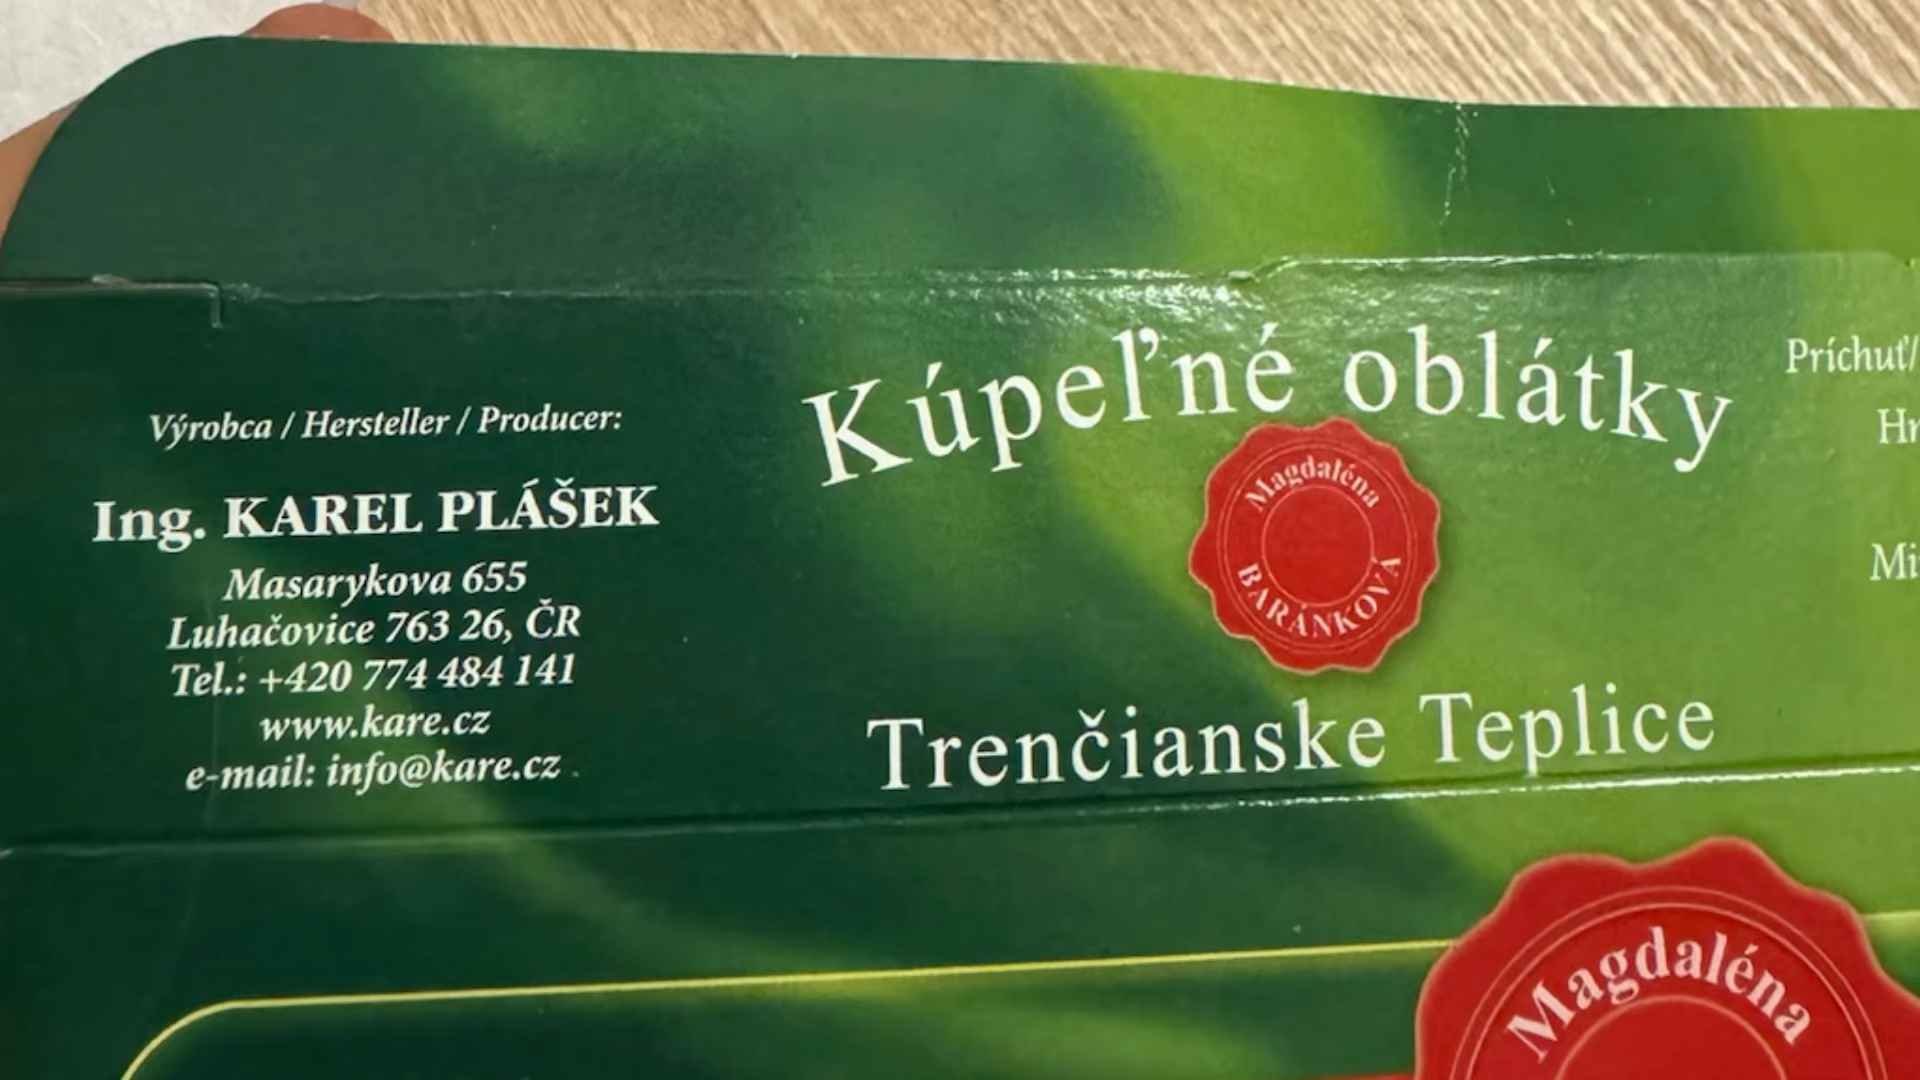 Výrobca / Hersteller / Producer:
Ing. KAREL PLÁŠEK
Masarykova 655
Luhačovice 763 26, ČR
Tel.: +420 774 484 141
www.kare.cz
e-mail: info@kare.cz
Kúpeľné oblátky
Magdaléna
BARÁNKOVÁ
Trenčianske Teplice
Príchuť/
Magdaléna